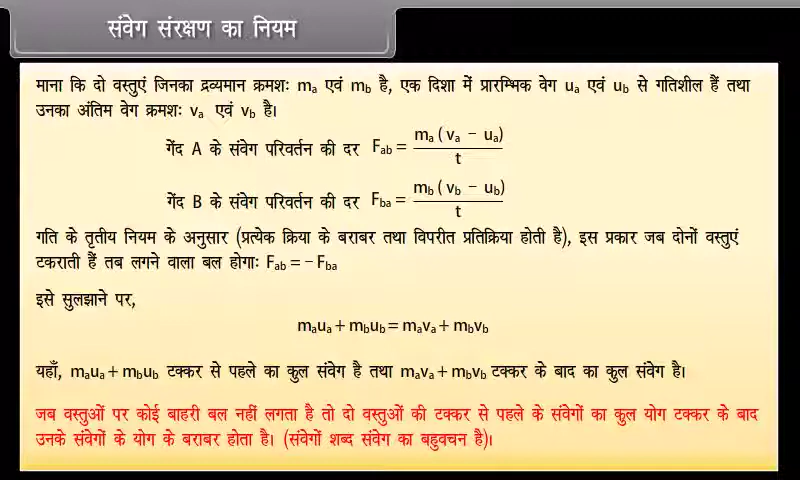 संवेग संरक्षण का नियम
माना कि दो वस्तुएं जिनका द्रव्यमान क्रमशः mₐ एवं m_b है, एक दिशा में प्रारम्भिक वेग uₐ एवं u_b से गतिशील हैं तथा
उनका अंतिम वेग क्रमशः vₐ एवं v_b है।
गेंद A के संवेग परिवर्तन की दर F_ab = mₐ(vₐ − uₐ) / t
गेंद B के संवेग परिवर्तन की दर F_ba = m_b(v_b − u_b) / t
गति के तृतीय नियम के अनुसार (प्रत्येक क्रिया के बराबर तथा विपरीत प्रतिक्रिया होती है), इस प्रकार जब दोनों वस्तुएं
टकराती हैं तब लगने वाला बल होगाः F_ab = − F_ba
इसे सुलझाने पर,
mₐuₐ + m_bu_b = mₐvₐ + m_bv_b
यहाँ, mₐuₐ + m_bu_b टक्कर से पहले का कुल संवेग है तथा mₐvₐ + m_bv_b टक्कर के बाद का कुल संवेग है।
जब वस्तुओं पर कोई बाहरी बल नहीं लगता है तो दो वस्तुओं की टक्कर से पहले के संवेगों का कुल योग टक्कर के बाद
उनके संवेगों के योग के बराबर होता है। (संवेगों शब्द संवेग का बहुवचन है)।